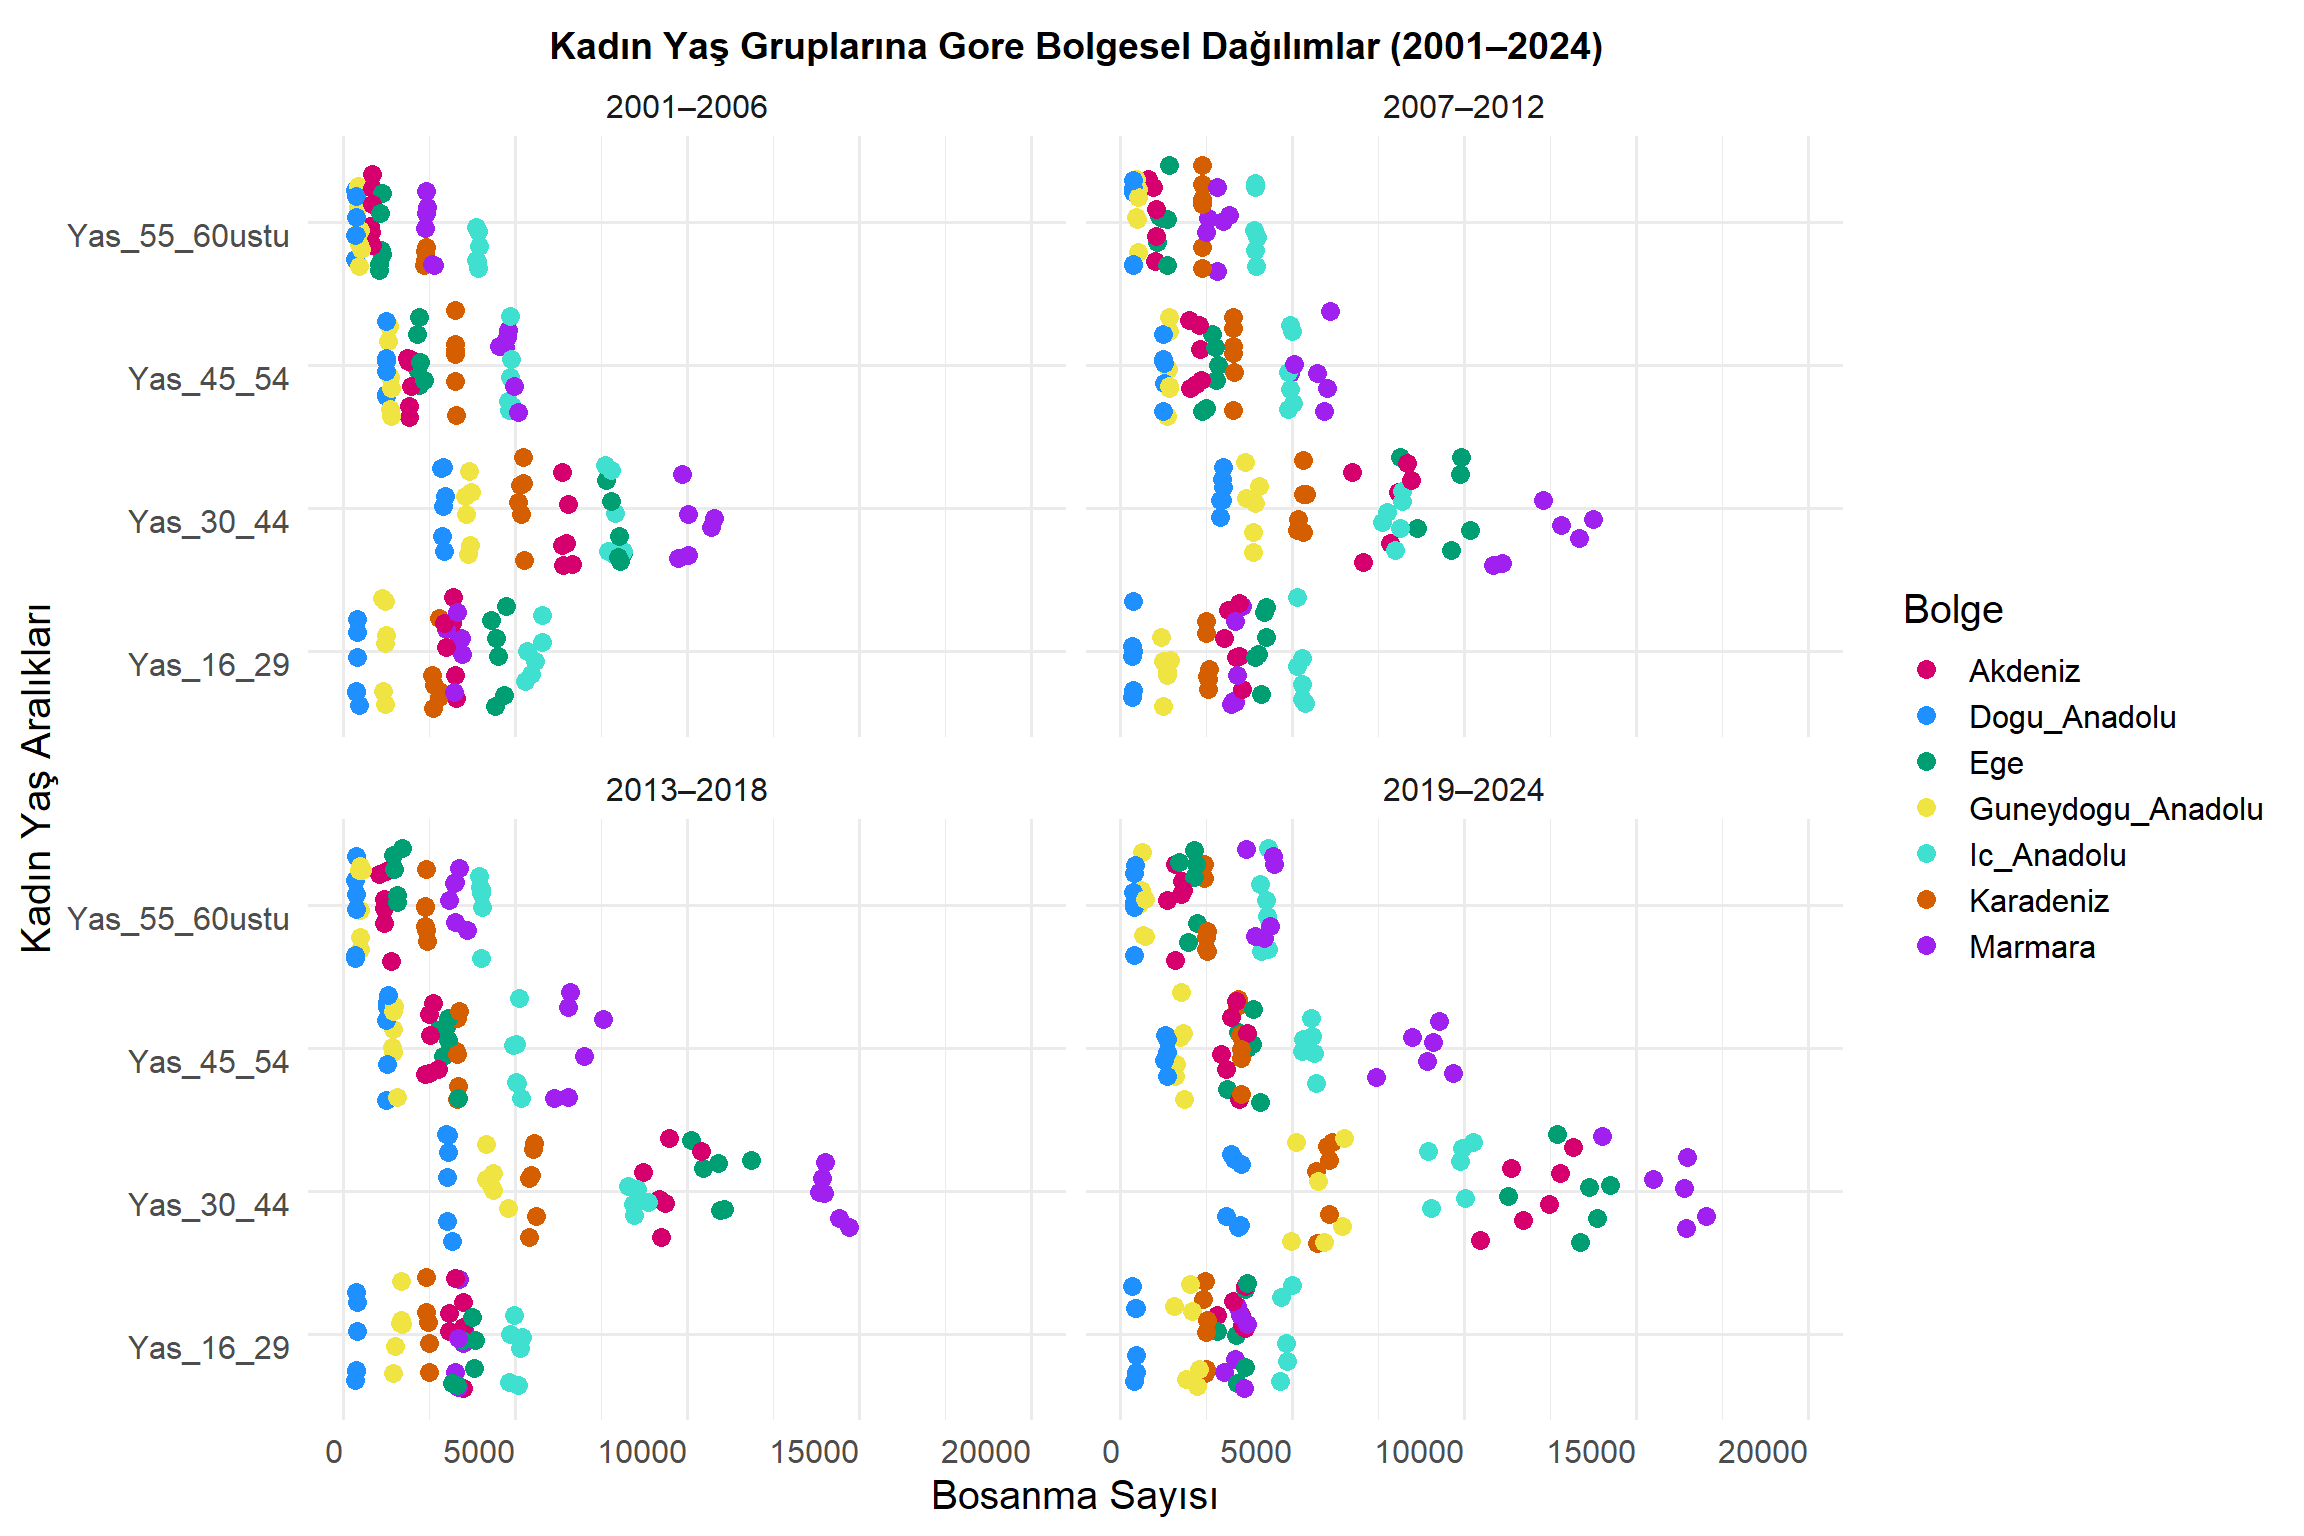 Kadın Yaş Gruplarına Gore Bolgesel Dağılımlar (2001–2024)
2001–2006
2007–2012
Yas_55_60ustu
Yas_45_54
Yas_30_44
Yas_16_29
2013–2018
2019–2024
Yas_55_60ustu
Yas_45_54
Yas_30_44
Yas_16_29
Kadın Yaş Aralıkları
0 5000 10000 15000 20000
0 5000 10000 15000 20000
Bosanma Sayısı
Bolge
Akdeniz
Dogu_Anadolu
Ege
Guneydogu_Anadolu
Ic_Anadolu
Karadeniz
Marmara